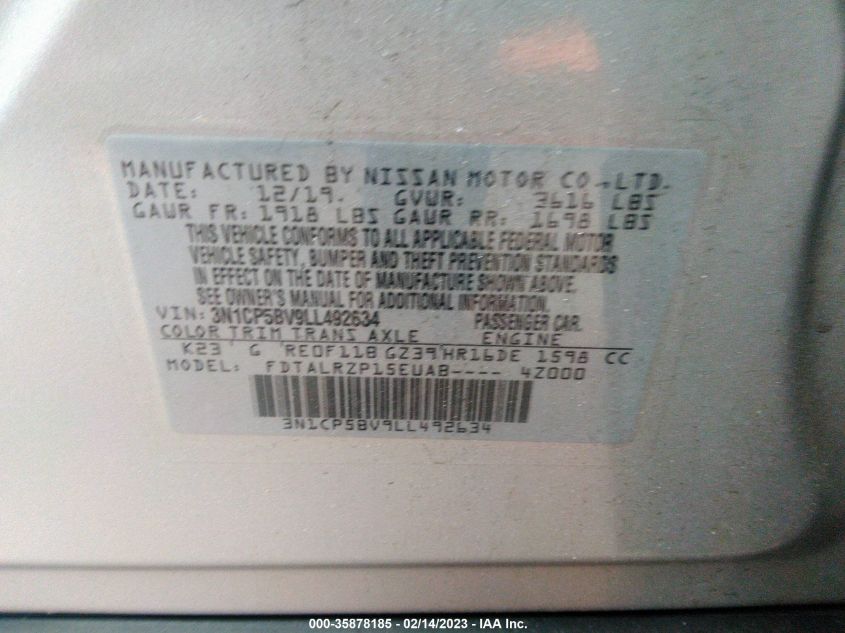 MANUFACTURED BY NISSAN MOTOR CO.,LTD.
DATE: 12/19. GVWR: 3616 LBS
GAWR FR: 1918 LBS GAWR RR: 1698 LBS
THIS VEHICLE CONFORMS TO ALL APPLICABLE FEDERAL MOTOR
VEHICLE SAFETY, BUMPER AND THEFT PREVENTION STANDARDS
IN EFFECT ON THE DATE OF MANUFACTURE SHOWN ABOVE.
SEE OWNER'S MANUAL FOR ADDITIONAL INFORMATION.
VIN: 3N1CP5BV9LL492634 PASSENGER CAR.
COLOR TRIM TRANS AXLE ENGINE
K23 G RE0F11B GZ39 HR16DE 1598 CC
MODEL: FDTALRZP15EUAB---- 4Z000
3N1CP5BV9LL492634
000-35878185 - 02/14/2023 - IAA Inc.